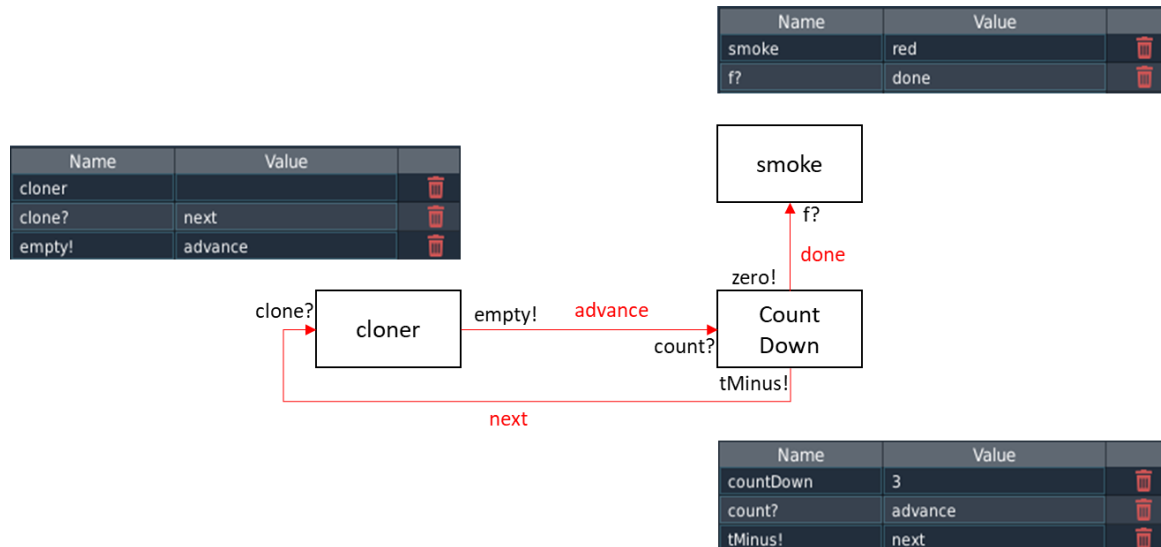 Name Value
smoke red
f? done
smoke
f?
done
zero!
Name Value
cloner
clone? next
empty! advance
clone?
cloner
empty!
advance
count?
Count
Down
tMinus!
next
Name Value
countDown 3
count? advance
tMinus! next